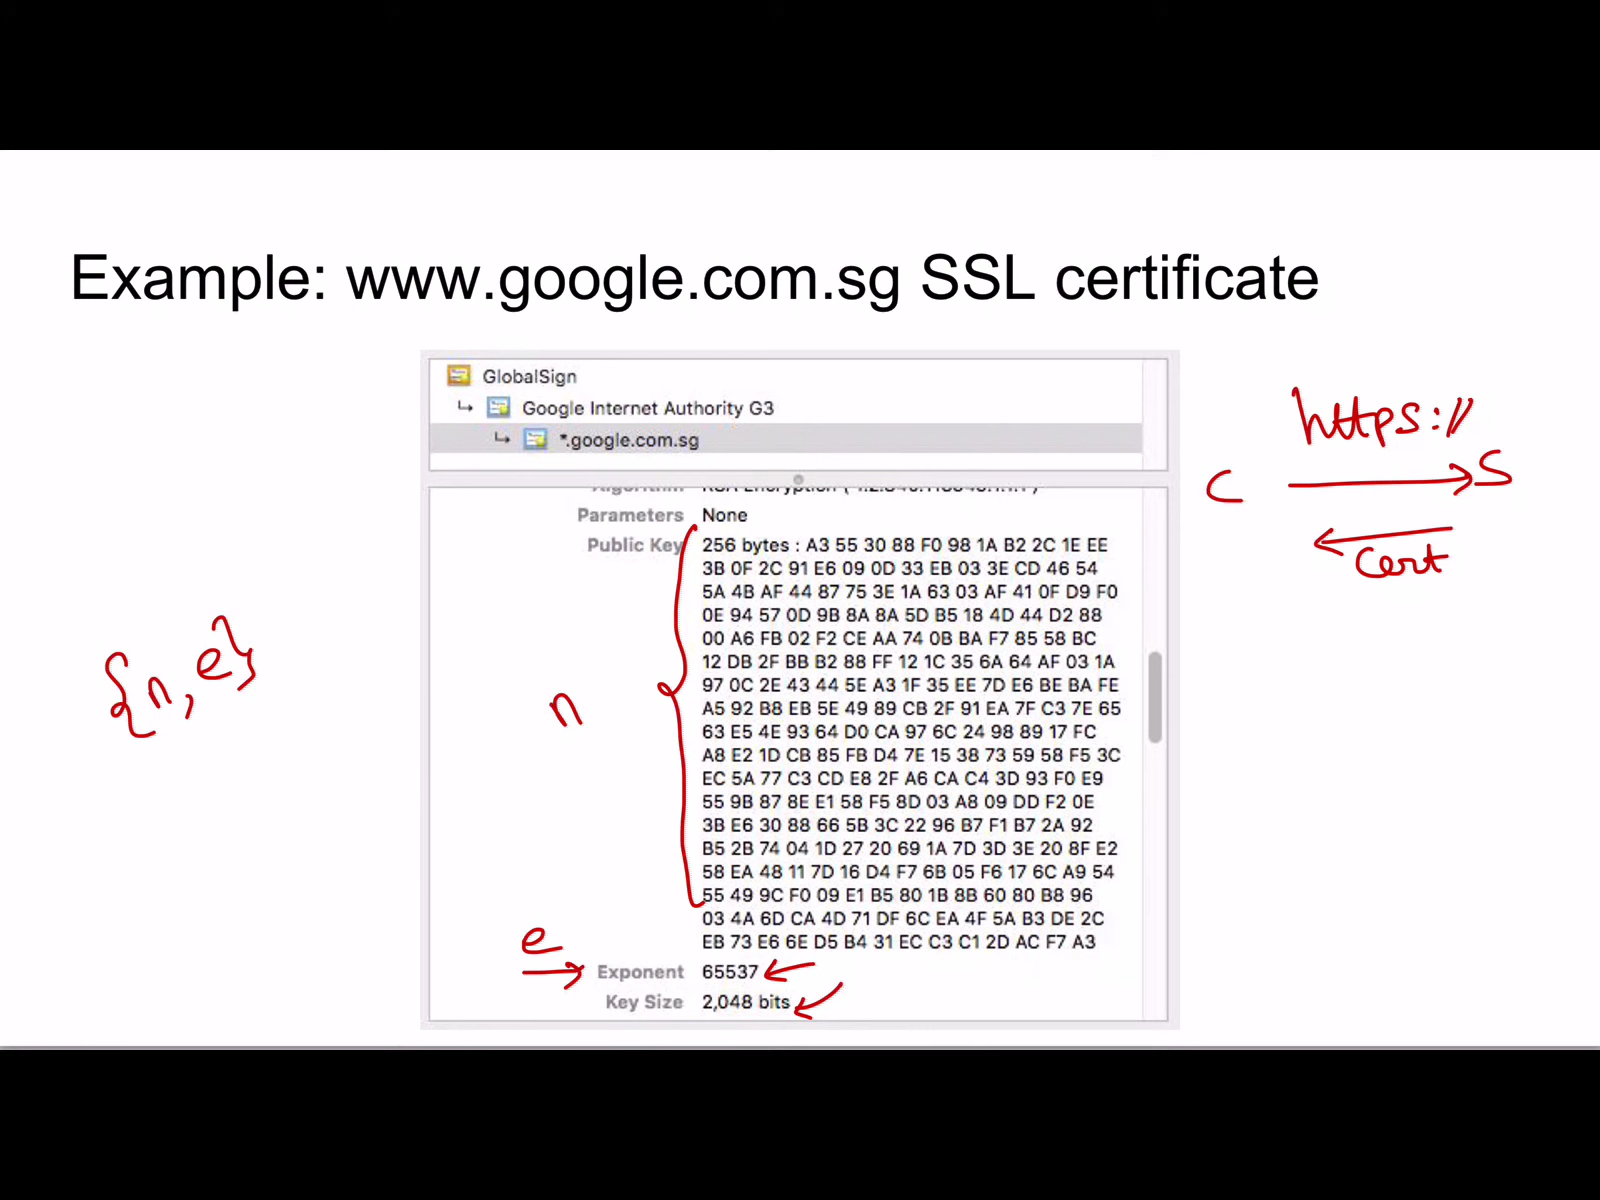 Example: www.google.com.sg SSL certificate
GlobalSign
Google Internet Authority G3
*.google.com.sg
https://
C
S
Cert
Parameters None
Public Key 256 bytes : A3 55 30 88 F0 98 1A B2 2C 1E EE
3B 0F 2C 91 E6 09 0D 33 EB 03 3E CD 46 54
5A 4B AF 44 87 75 3E 1A 63 03 AF 41 0F D9 F0
0E 94 57 0D 9B 8A 8A 5D B5 18 4D 44 D2 88
00 A6 FB 02 F2 CE AA 74 0B BA F7 85 58 BC
12 DB 2F BB B2 88 FF 12 1C 35 6A 64 AF 03 1A
97 0C 2E 43 44 5E A3 1F 35 EE 7D E6 BE BA FE
A5 92 B8 EB 5E 49 89 CB 2F 91 EA 7F C3 7E 65
63 E5 4E 93 64 D0 CA 97 6C 24 98 89 17 FC
A8 E2 1D CB 85 FB D4 7E 15 38 73 59 58 F5 3C
EC 5A 77 C3 CD E8 2F A6 CA C4 3D 93 F0 E9
55 9B 87 8E E1 58 F5 8D 03 A8 09 DD F2 0E
3B E6 30 88 66 5B 3C 22 96 B7 F1 B7 2A 92
B5 2B 74 04 1D 27 20 69 1A 7D 3D 3E 20 8F E2
58 EA 48 11 7D 16 D4 F7 6B 05 F6 17 6C A9 54
55 49 9C F0 09 E1 B5 80 1B 8B 60 80 B8 96
03 4A 6D CA 4D 71 DF 6C EA 4F 5A B3 DE 2C
EB 73 E6 6E D5 B4 31 EC C3 C1 2D AC F7 A3
{n, e}
n
e
Exponent 65537
Key Size 2,048 bits